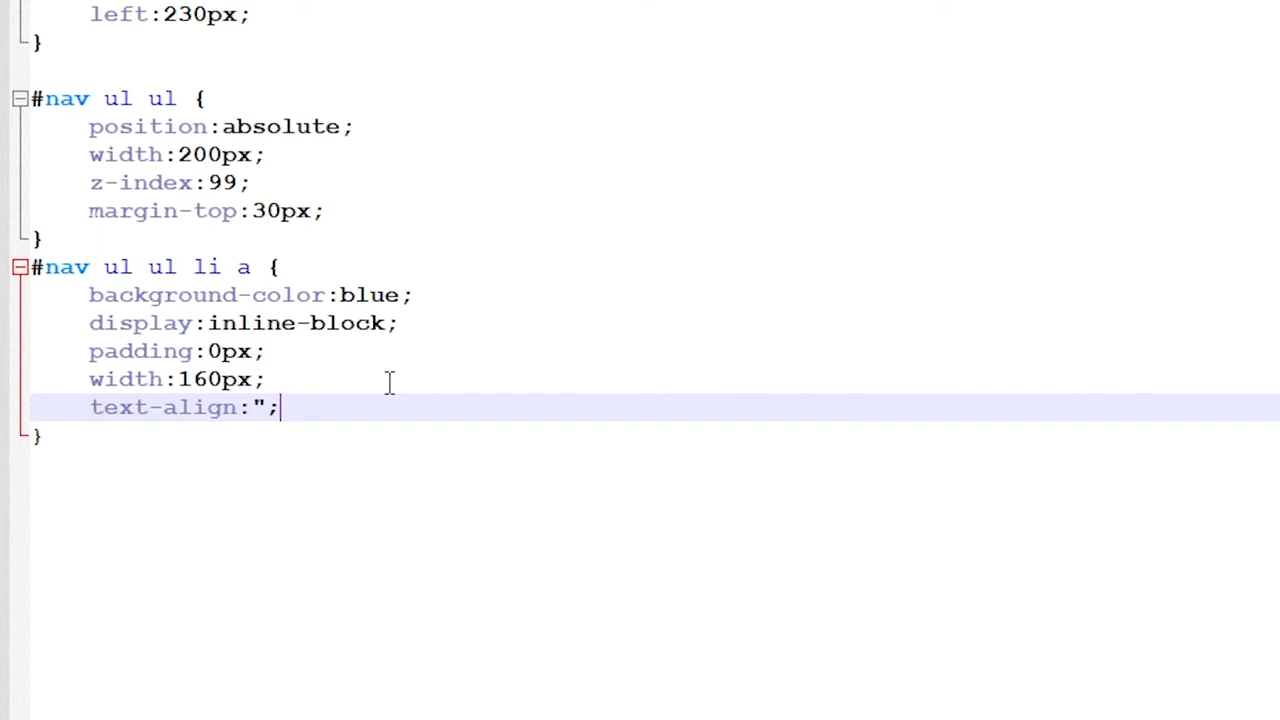 left:230px;
}
#nav ul ul {
position:absolute;
width:200px;
z-index:99;
margin-top:30px;
}
#nav ul ul li a {
background-color:blue;
display:inline-block;
padding:0px;
width:160px;
text-align:";
}